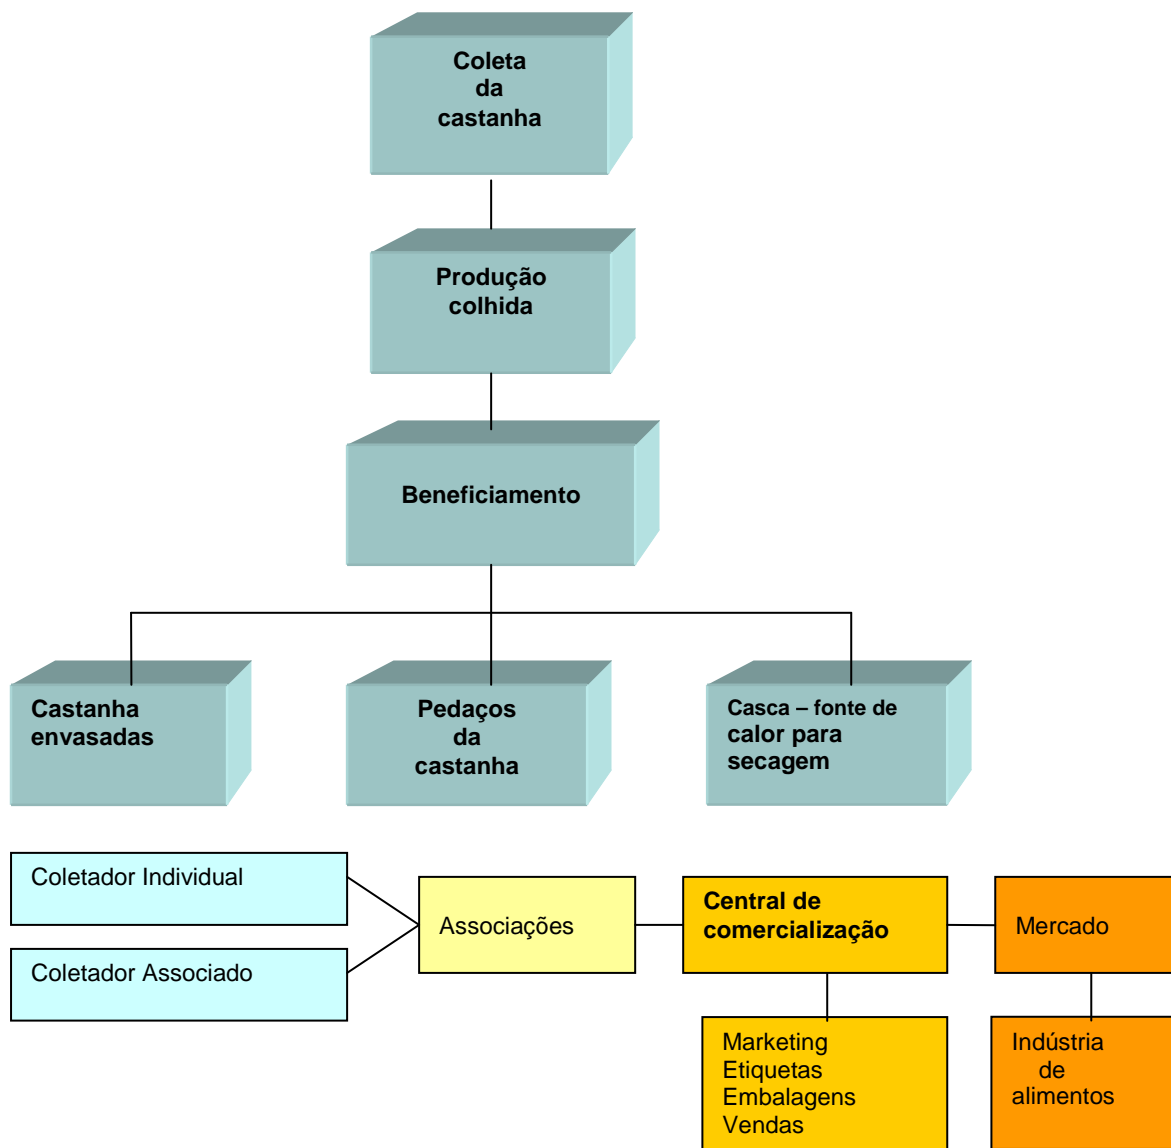 Coleta
da
castanha
Produção
colhida
Beneficiamento
Castanha
envasadas
Pedaços
da
castanha
Casca – fonte de
calor para
secagem
Coletador Individual
Coletador Associado
Associações
Central de
comercialização
Mercado
Marketing
Etiquetas
Embalagens
Vendas
Indústria
de
alimentos